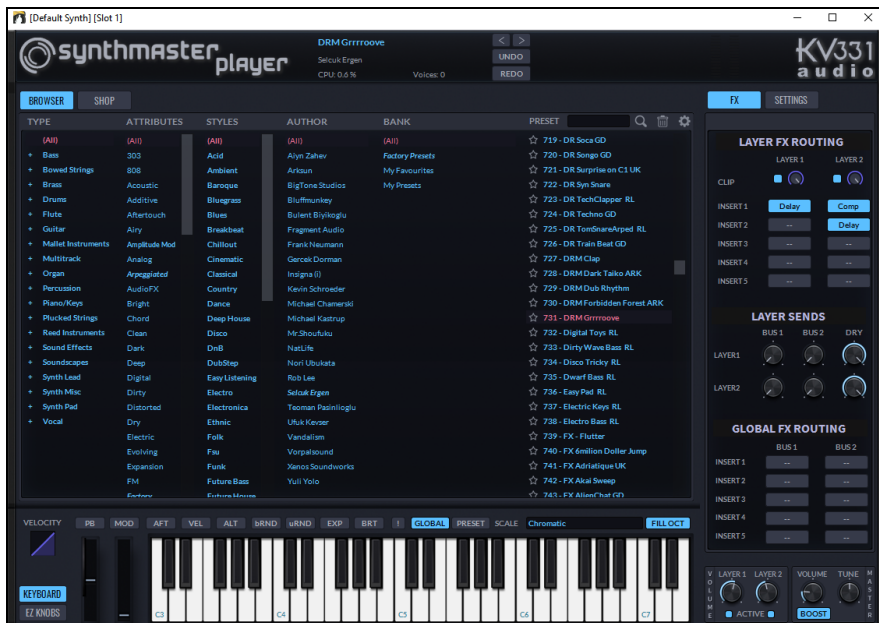 [Default Synth] [Slot 1]
synthmaster player
DRM Grrrroove
Selcuk Ergen
CPU: 0.6 %
Voices: 0
< >
UNDO
REDO
KV331 audio
BROWSER
SHOP
FX
SETTINGS
TYPE
(All)
+ Bass
+ Bowed Strings
+ Brass
+ Drums
+ Flute
+ Guitar
+ Mallet Instruments
+ Multitrack
+ Organ
+ Percussion
+ Piano/Keys
+ Plucked Strings
+ Reed Instruments
+ Sound Effects
+ Soundscapes
+ Synth Lead
+ Synth Misc
+ Synth Pad
+ Vocal
ATTRIBUTES
(All)
303
808
Acoustic
Additive
Aftertouch
Airy
Amplitude Mod
Analog
Arpeggiated
AudioFX
Bright
Chord
Clean
Dark
Deep
Digital
Dirty
Distorted
Dry
Electric
Evolving
Expansion
FM
Factory
STYLES
(All)
Acid
Ambient
Baroque
Bluegrass
Blues
Breakbeat
Chillout
Cinematic
Classical
Country
Dance
Deep House
Disco
DnB
DubStep
Easy Listening
Electro
Electronica
Ethnic
Folk
Fsu
Funk
Future Bass
Future House
AUTHOR
(All)
Aiyn Zahev
Arksun
BigTone Studios
Bluffmunkey
Bulent Biyikoglu
Fragment Audio
Frank Neumann
Gercek Dorman
Insigna (i)
Kevin Schroeder
Michael Chamerski
Michael Kastrup
Mr.Shoufuku
NatLife
Nori Ubukata
Rob Lee
Selcuk Ergen
Teoman Pasinlioglu
Ufuk Kevser
Vandalism
Vorpalsound
Xenos Soundworks
Yuli Yolo
BANK
(All)
Factory Presets
My Favourites
My Presets
PRESET
719 - DR Soca GD
720 - DR Songo GD
721 - DR Surprise on C1 UK
722 - DR Syn Snare
723 - DR TechClapper RL
724 - DR Techno GD
725 - DR TomSnareArped RL
726 - DR Train Beat GD
727 - DRM Clap
728 - DRM Dark Taiko ARK
729 - DRM Dub Rhythm
730 - DRM Forbidden Forest ARK
731 - DRM Grrrroove
732 - Digital Toys RL
733 - Dirty Wave Bass RL
734 - Disco Tricky RL
735 - Dwarf Bass RL
736 - Easy Pad RL
737 - Electric Keys RL
738 - Electro Bass RL
739 - FX - Flutter
740 - FX 6milion Doller Jump
741 - FX Adriatique UK
742 - FX Akai Sweep
743 - FX AlienChat GD
LAYER FX ROUTING
LAYER 1 LAYER 2
CLIP
INSERT 1 Delay Comp
INSERT 2 -- Delay
INSERT 3 -- --
INSERT 4 -- --
INSERT 5 -- --
LAYER SENDS
BUS 1 BUS 2 DRY
LAYER1
LAYER2
GLOBAL FX ROUTING
BUS 1 BUS 2
INSERT 1 -- --
INSERT 2 -- --
INSERT 3 -- --
INSERT 4 -- --
INSERT 5 -- --
VELOCITY PB MOD AFT VEL ALT bRND uRND EXP BRT ! GLOBAL PRESET SCALE Chromatic FILL OCT
KEYBOARD
EZ KNOBS
C3 C4 C5 C6 C7
VOLUME
LAYER 1 LAYER 2
ACTIVE
VOLUME TUNE
BOOST
MASTER